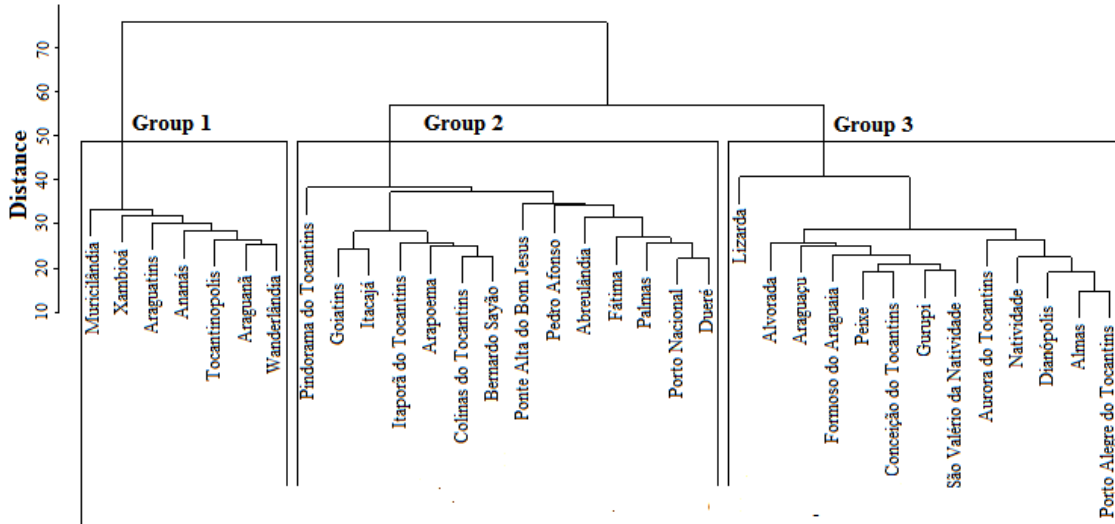 70
60
50
40
30
20
10
Distance
Group 1
Group 2
Group 3
Muricilândia
Xambioá
Araguatins
Ananás
Tocantinopolis
Araguanã
Wanderlândia
Pindorama do Tocantins
Goiatins
Itacajá
Itaporã do Tocantins
Arapoema
Colinas do Tocantins
Bernardo Sayão
Ponte Alta do Bom Jesus
Pedro Afonso
Abreulândia
Fátima
Palmas
Porto Nacional
Dueré
Lizarda
Alvorada
Araguaçu
Formoso do Araguaia
Peixe
Conceição do Tocantins
Gurupi
São Valério da Natividade
Aurora do Tocantins
Natividade
Dianópolis
Almas
Porto Alegre do Tocantins